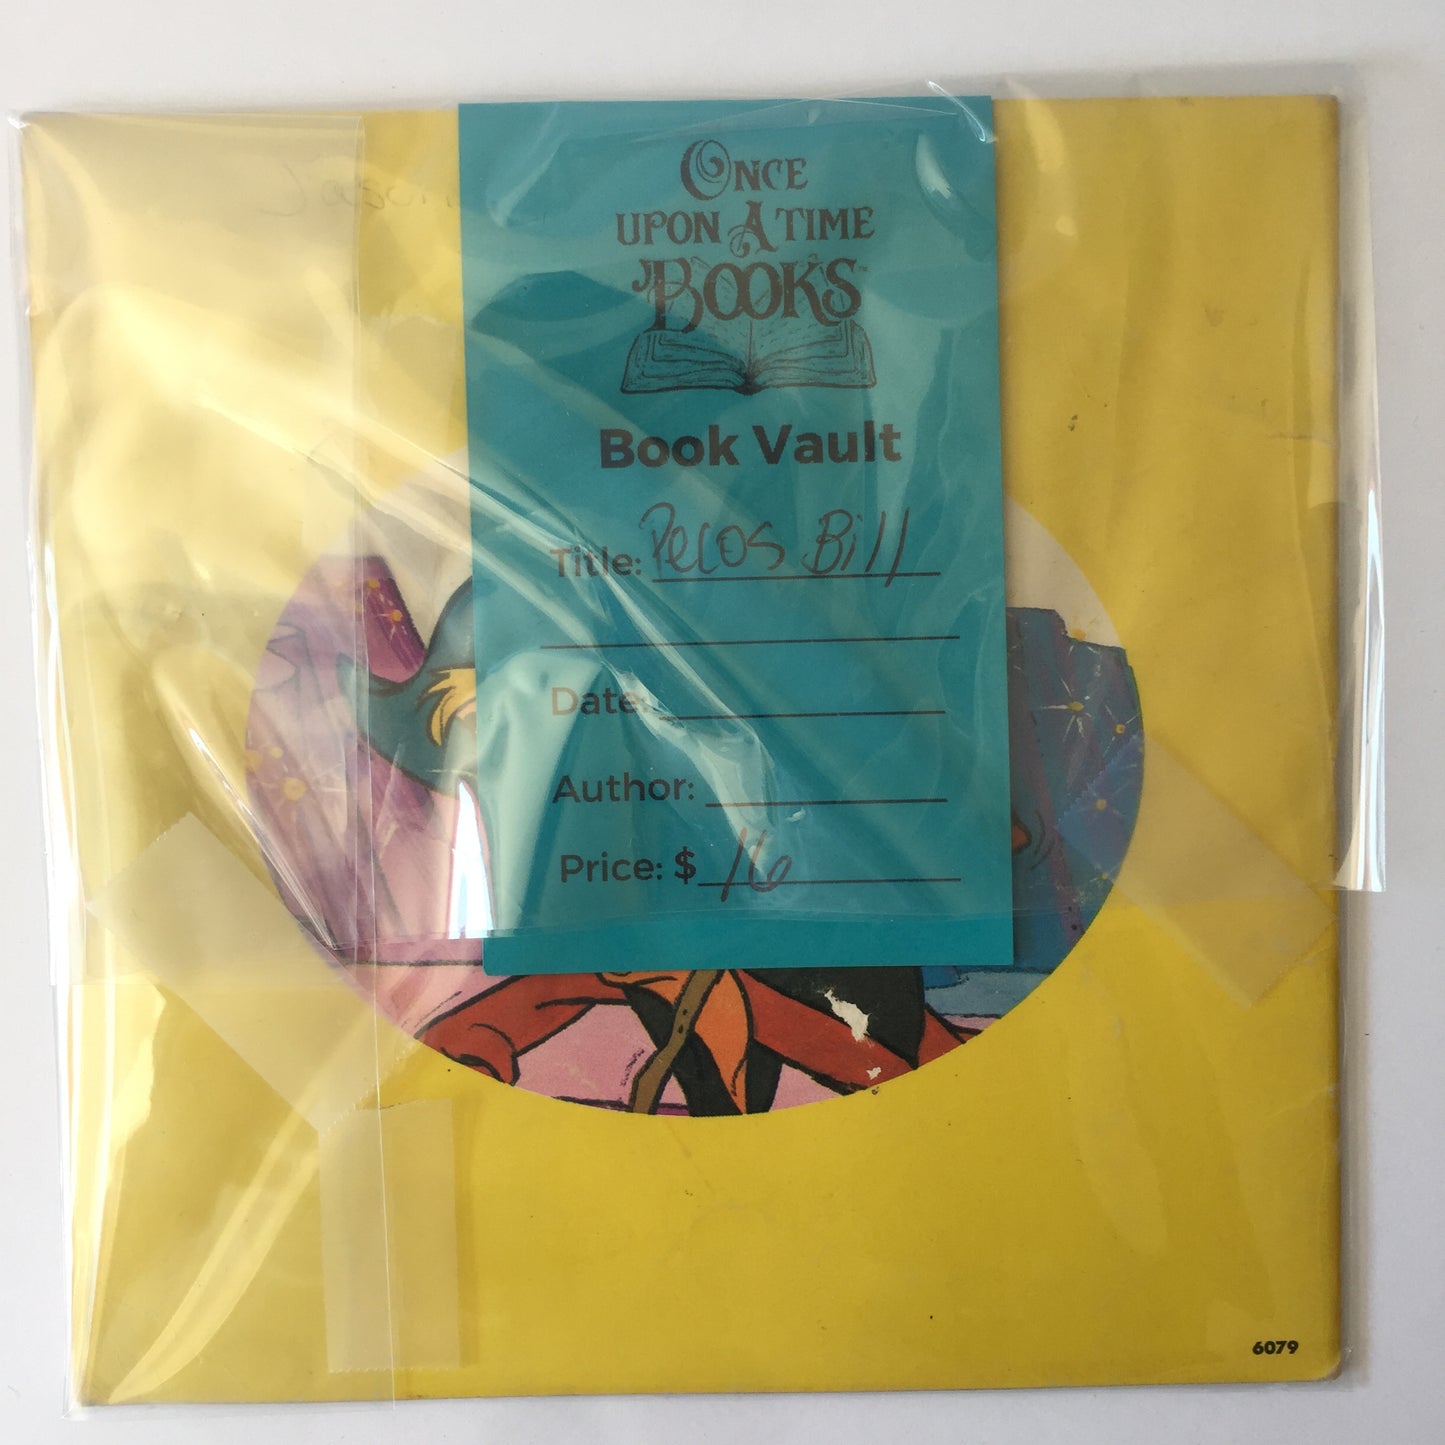 ONCE
UPON A TIME
BOOKS
Book Vault
Title: Pecos Bill
Date:
Author:
Price: $ 16
6079